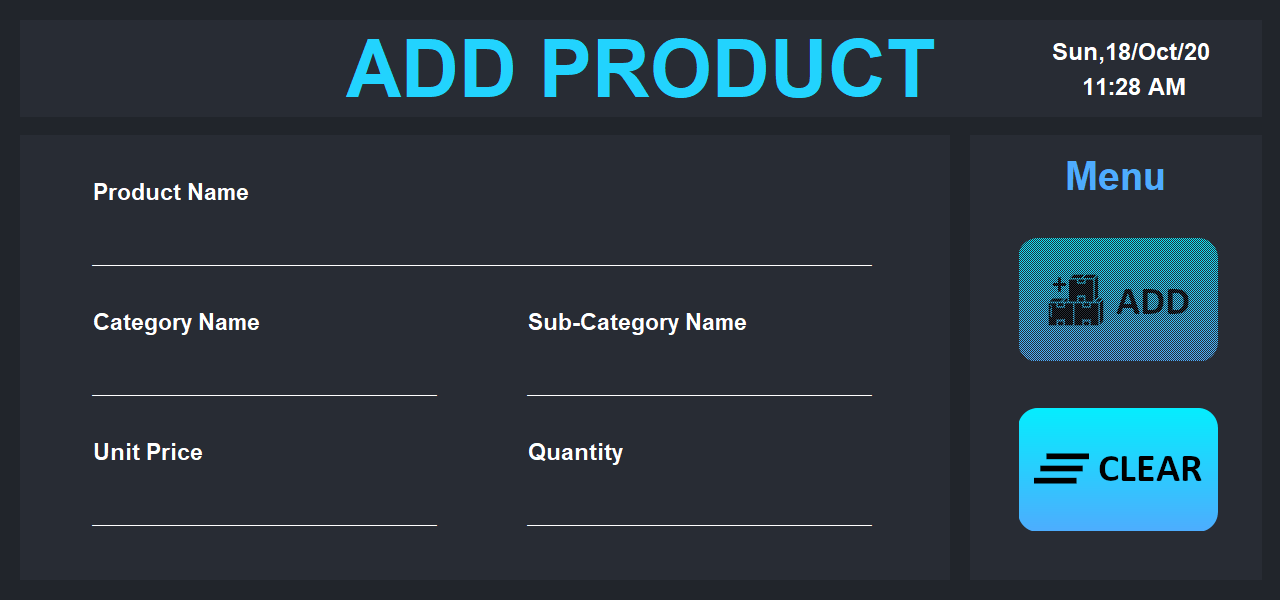 ADD PRODUCT
Sun,18/Oct/20
11:28 AM
Product Name
Category Name
Sub-Category Name
Unit Price
Quantity
Menu
ADD
CLEAR